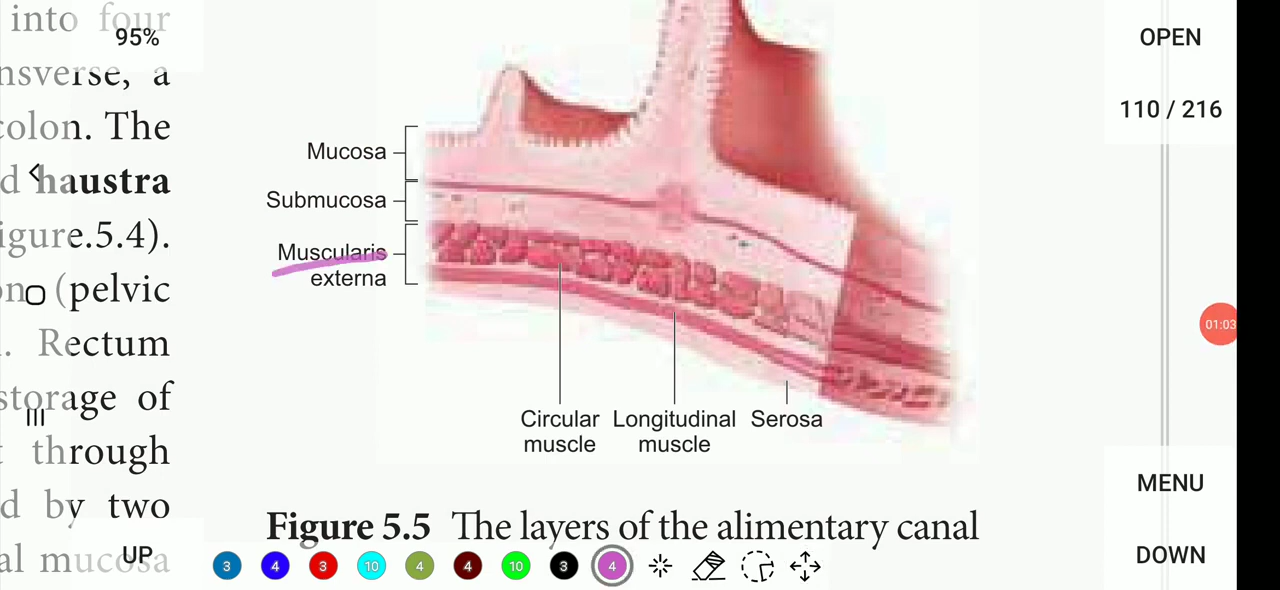 into four
95%
nsverse, a
colon. The
d haustra
igure.5.4).
(pelvic
. Rectum
storage of
through
d by two
al mucosa
UP
Mucosa
Submucosa
Muscularis
externa
Circular Longitudinal Serosa
muscle muscle
Figure 5.5 The layers of the alimentary canal
3 4 3 10 4 4 10 3 4
OPEN
110 / 216
01:03
MENU
DOWN